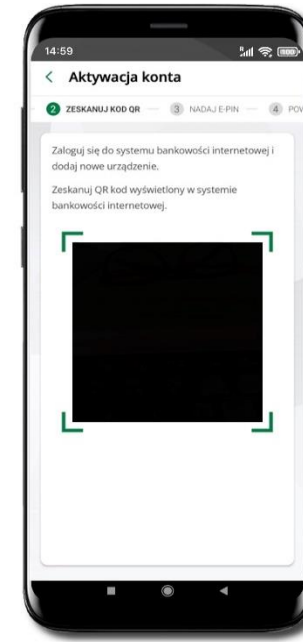 14:59
Aktywacja konta
2 ZESKANUJ KOD QR 3 NADAJ E-PIN 4
Zaloguj się do systemu bankowości internetowej i
dodaj nowe urządzenie.
Zeskanuj QR kod wyświetlony w systemie
bankowości internetowej.